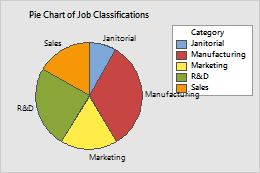 Pie Chart of Job Classifications
Category
Janitorial
Manufacturing
Marketing
R&D
Sales
Sales
Janitorial
R&D
Manufacturing
Marketing